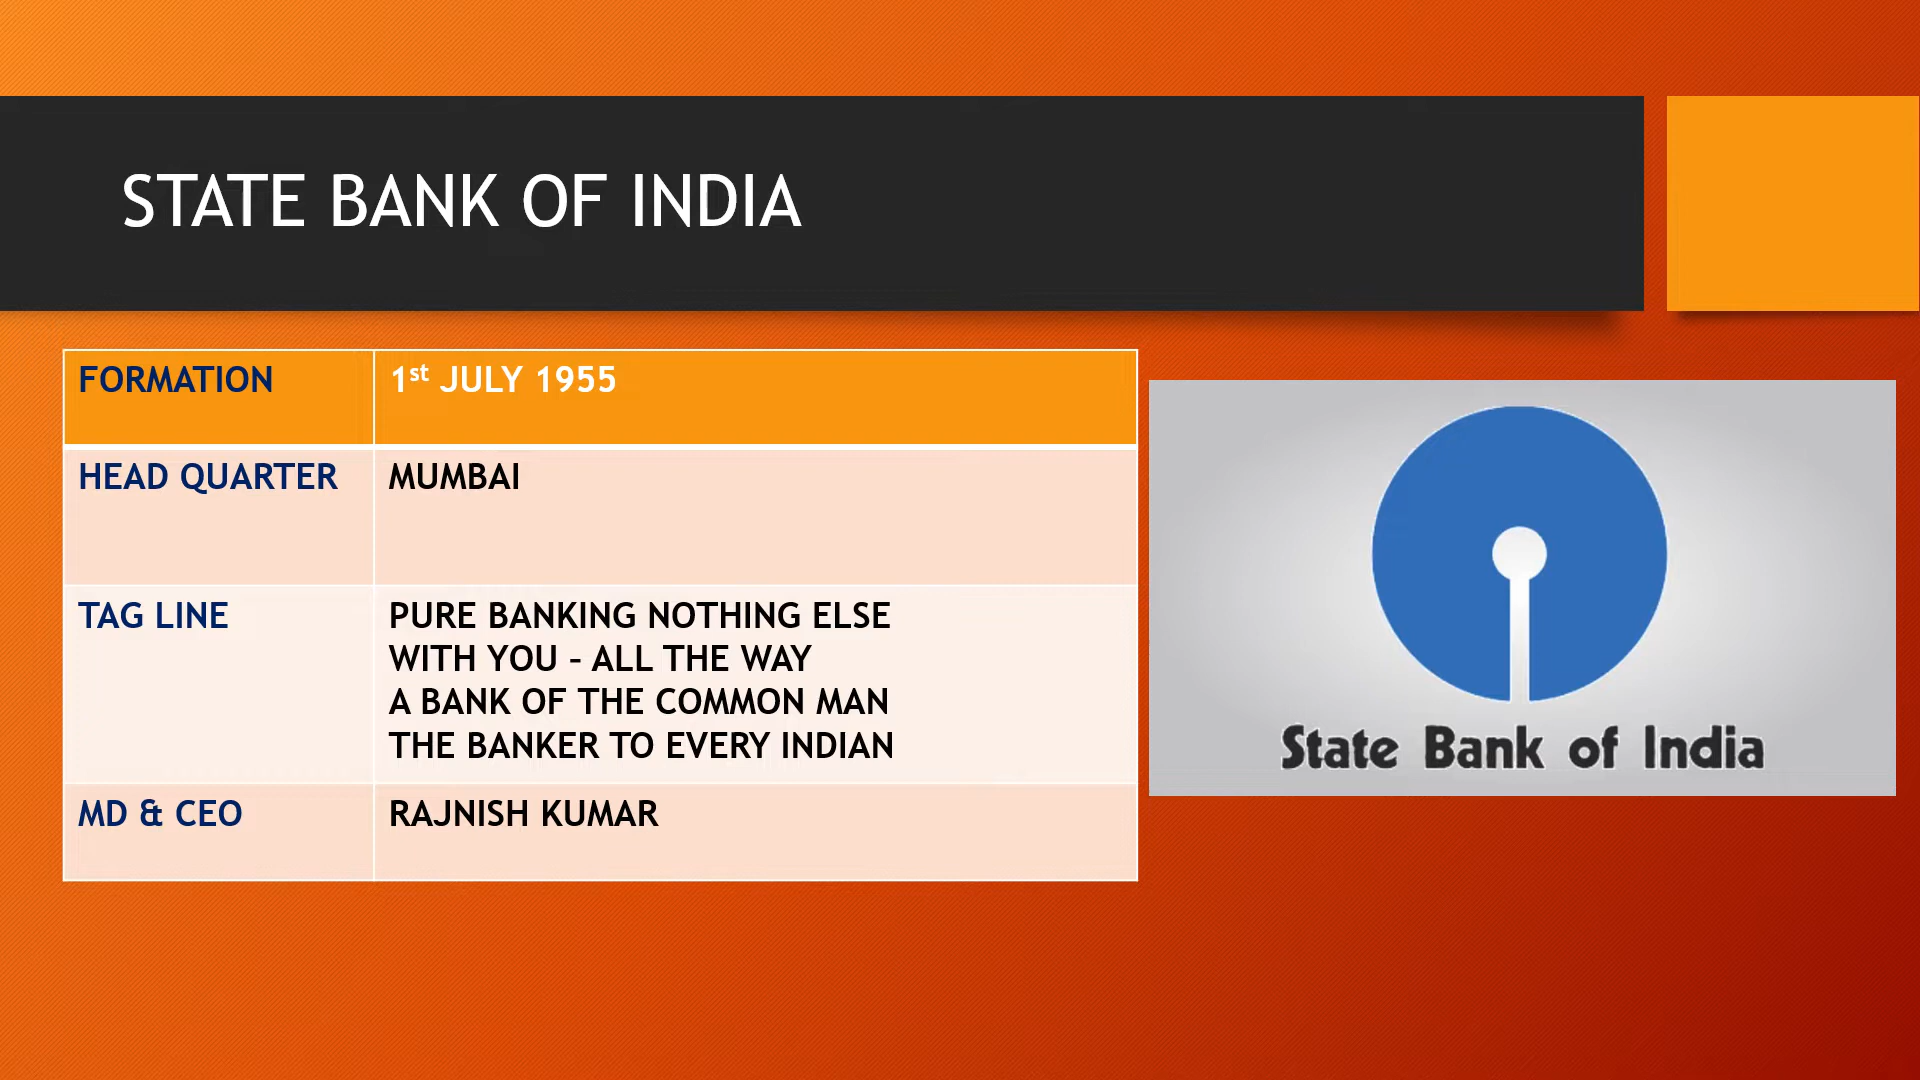 STATE BANK OF INDIA
FORMATION
1st JULY 1955
HEAD QUARTER
MUMBAI
TAG LINE
PURE BANKING NOTHING ELSE
WITH YOU – ALL THE WAY
A BANK OF THE COMMON MAN
THE BANKER TO EVERY INDIAN
MD & CEO
RAJNISH KUMAR
State Bank of India